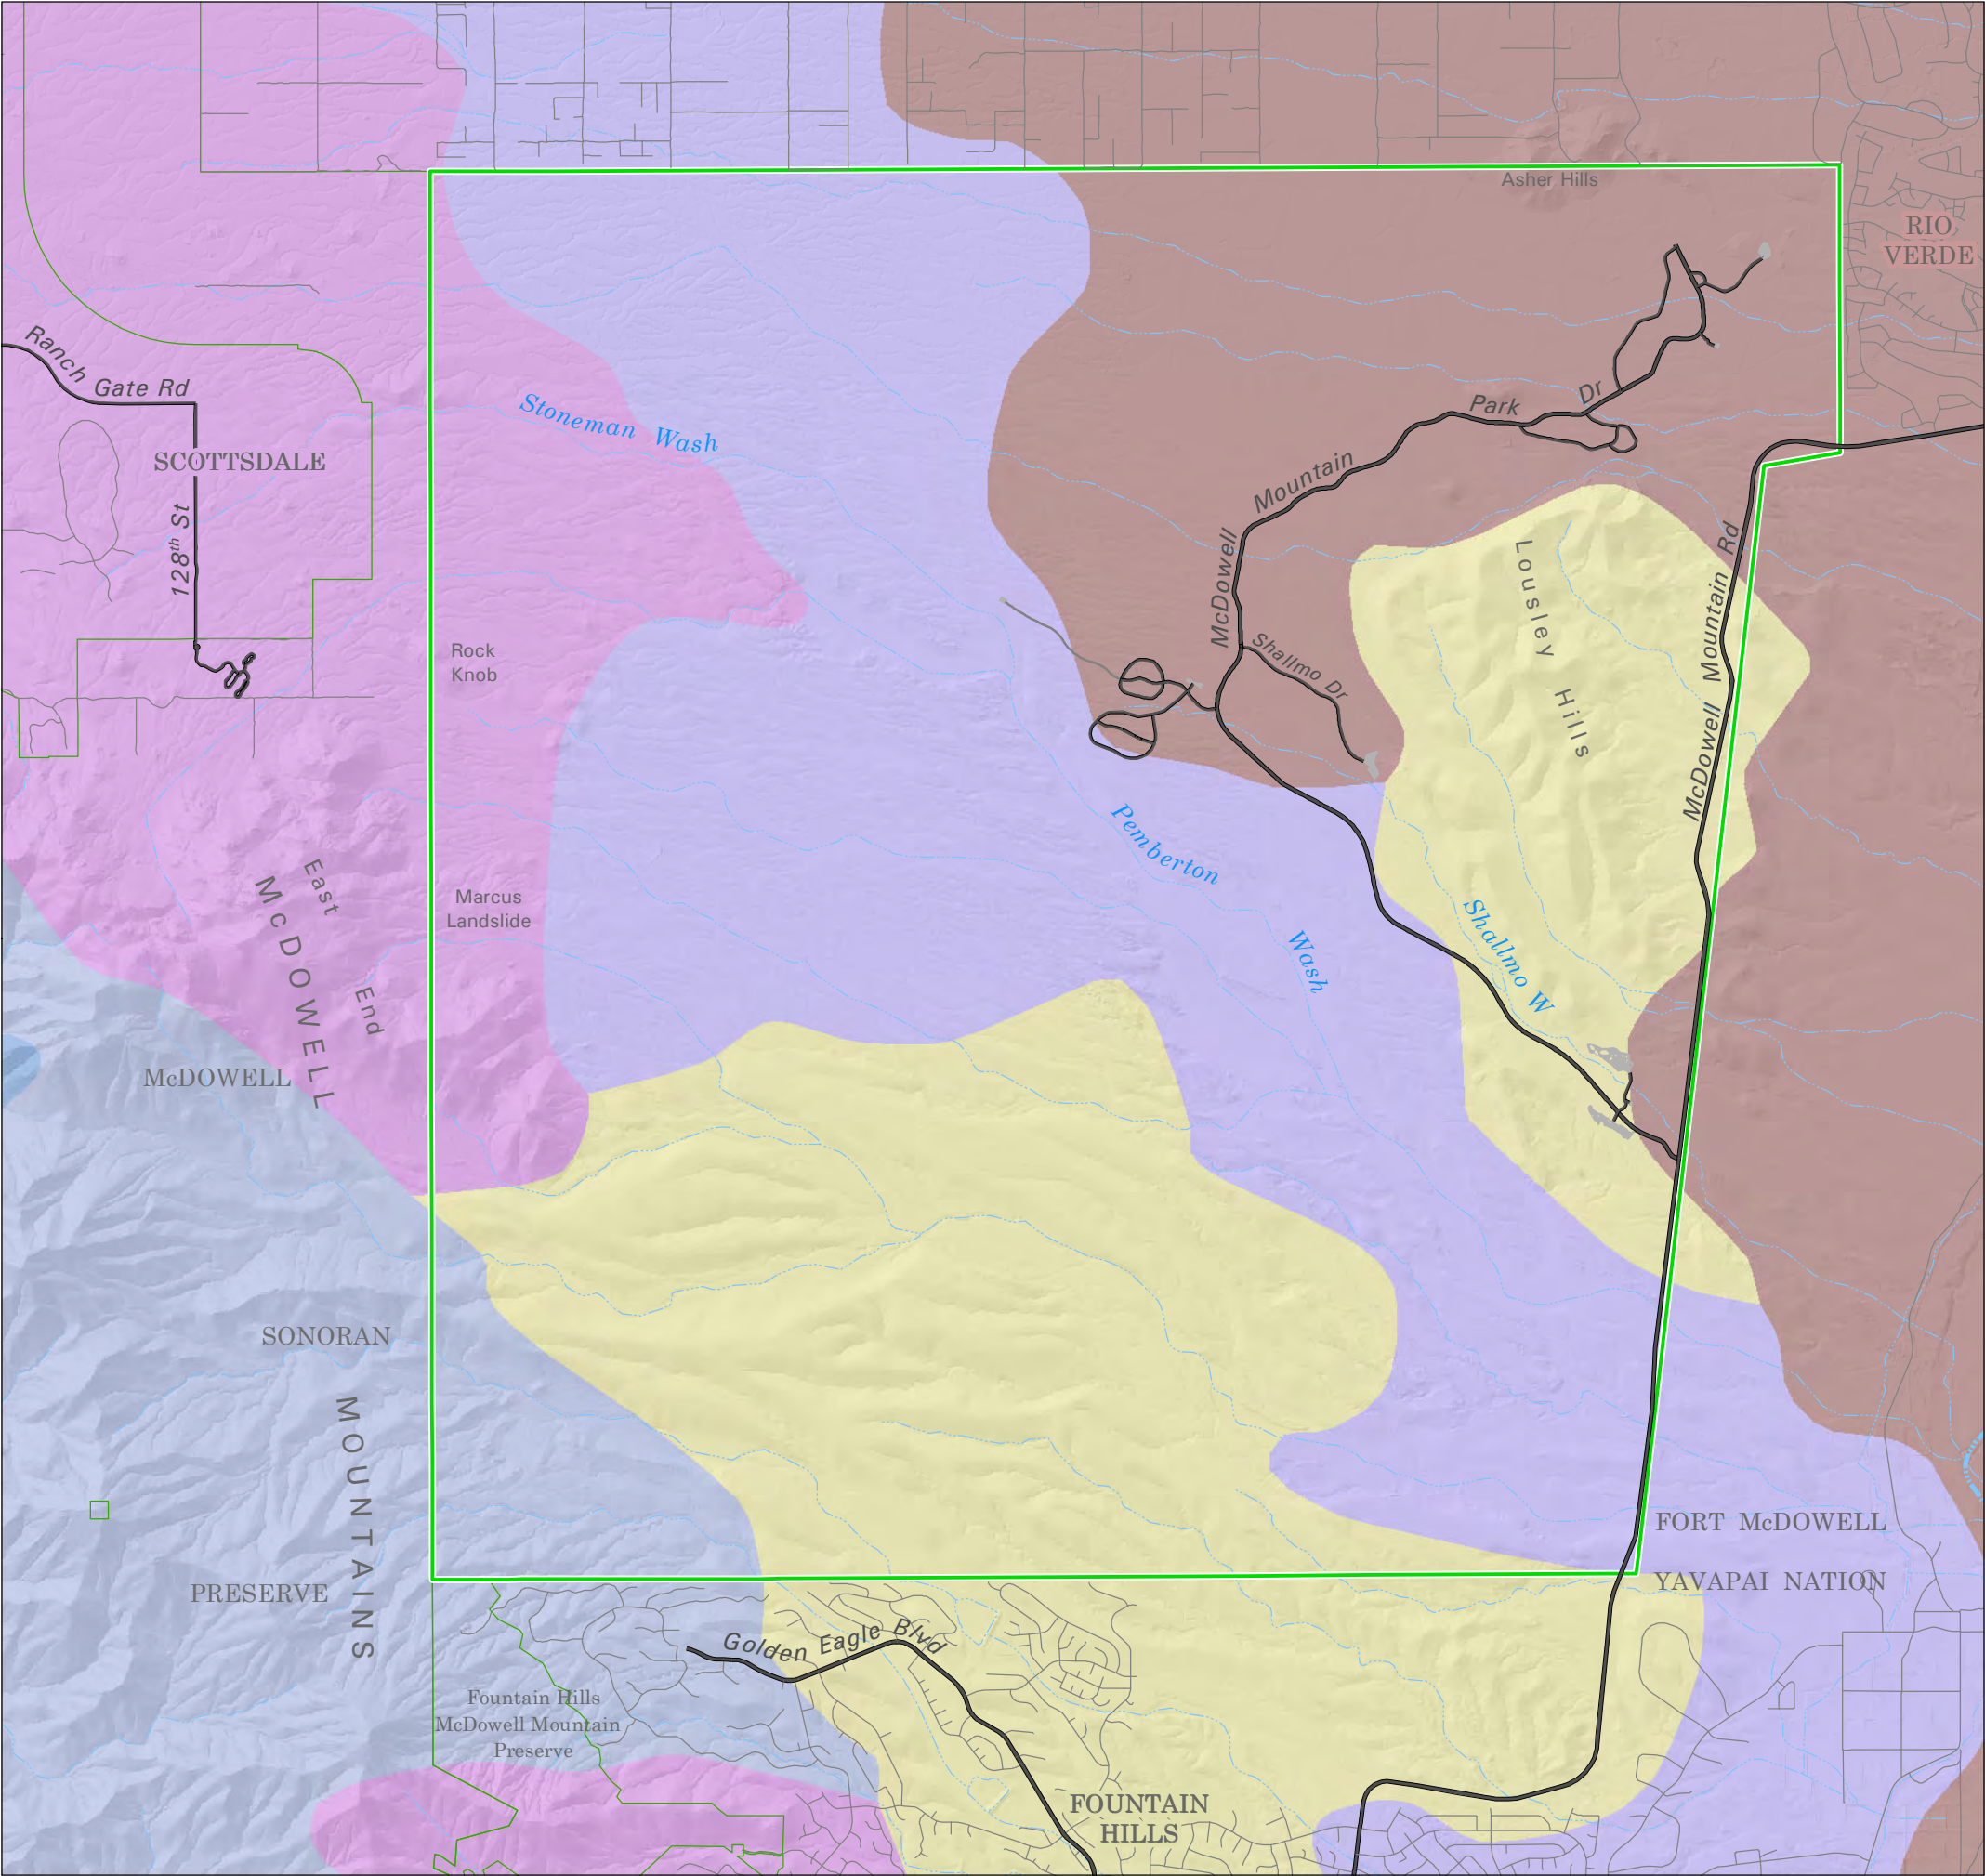 Asher Hills
RIO
VERDE
Ranch Gate Rd
SCOTTSDALE
128th St
Stoneman Wash
McDowell Mountain Park Dr
Lousley Hills
McDowell Mountain Rd
Shallmo Dr
Rock
Knob
Pemberton Wash
Marcus
Landslide
East End
McDOWELL MOUNTAINS
Shallmo W
McDOWELL
SONORAN
PRESERVE
FORT McDOWELL
YAVAPAI NATION
Golden Eagle Blvd
Fountain Hills
McDowell Mountain
Preserve
FOUNTAIN
HILLS